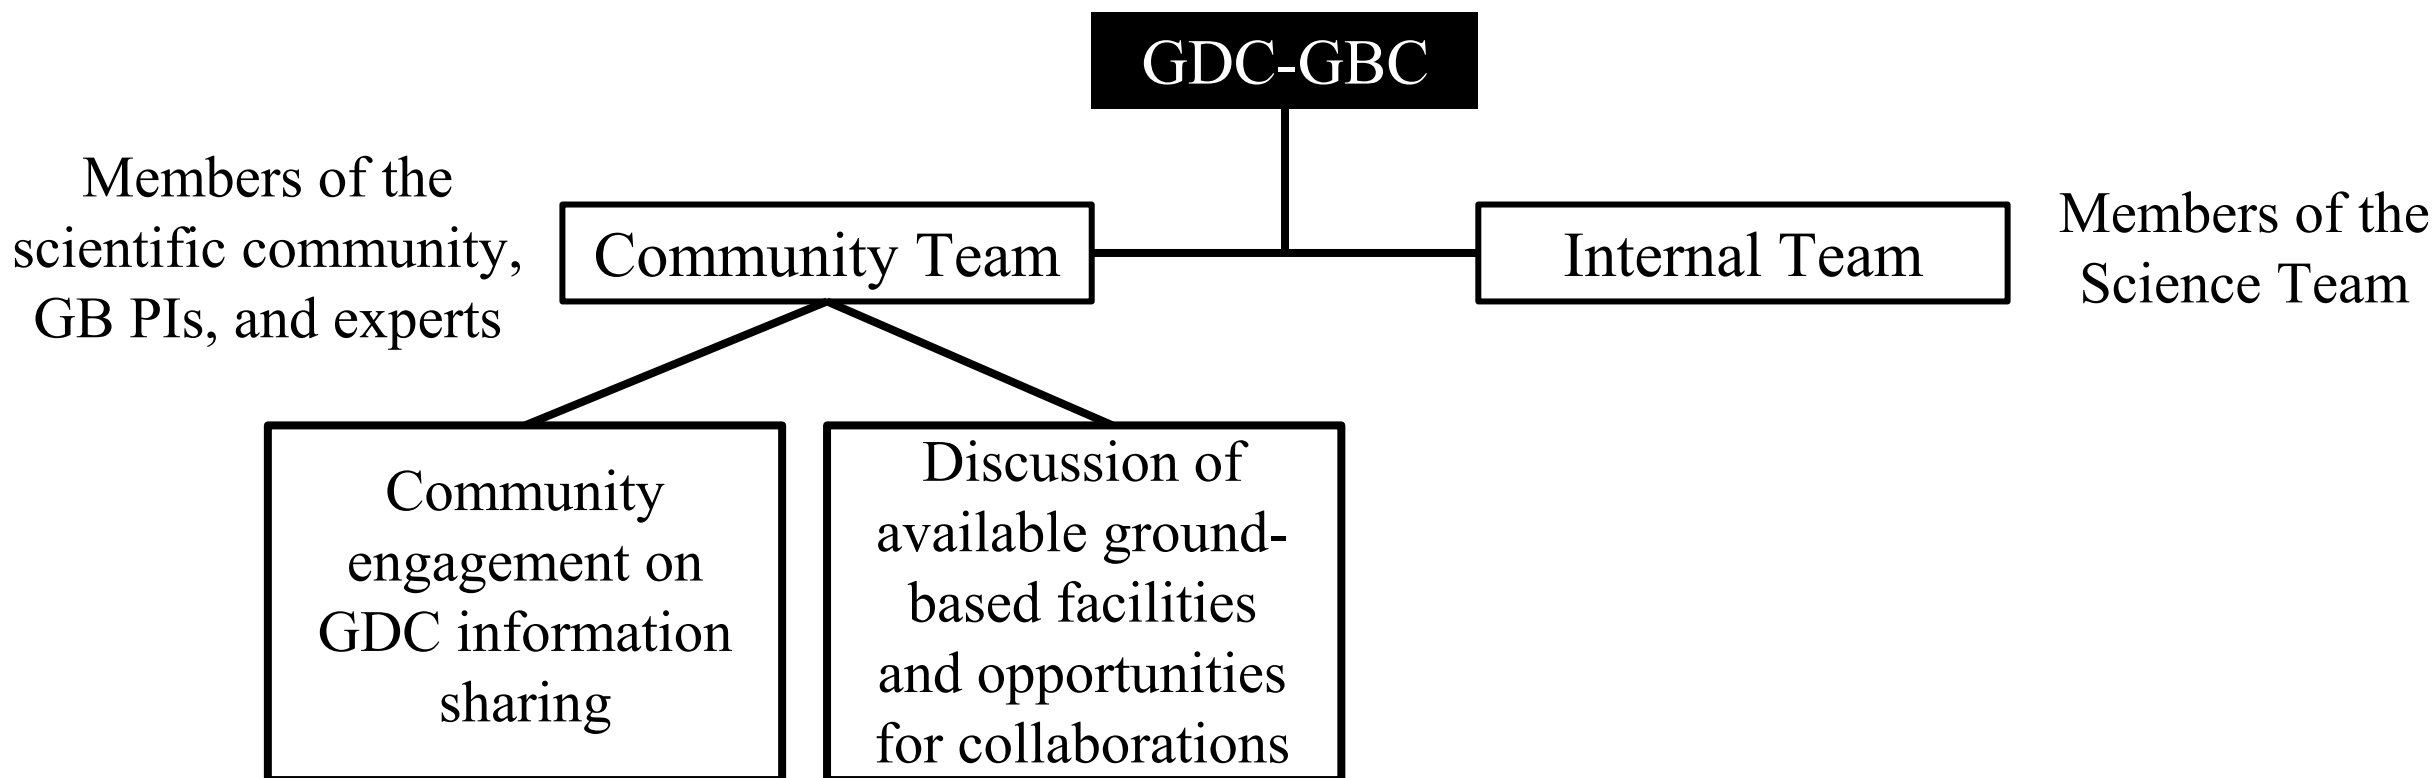 GDC-GBC
Members of the
scientific community,
GB PIs, and experts
Community Team
Internal Team
Members of the
Science Team
Community
engagement on
GDC information
sharing
Discussion of
available ground-
based facilities
and opportunities
for collaborations